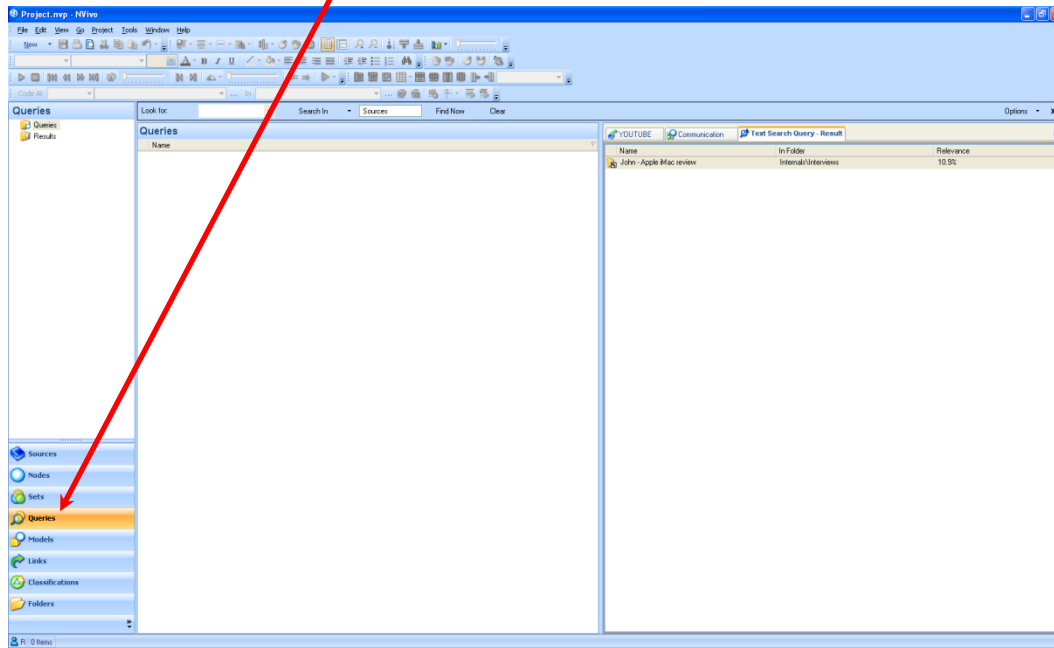 Project.nvp - NVivo
File Edit View Go Project Tools Window Help
New
A B I U
Code At In
Queries
Look for: Search In Sources Find Now Clear Options x
Queries
Results
Queries
Name
YOUTUBE Communication Text Search Query - Result
Name In Folder Relevance
John - Apple iMac review Internals\Interviews 10.9%
Sources
Nodes
Sets
Queries
Models
Links
Classifications
Folders
R 0 Items